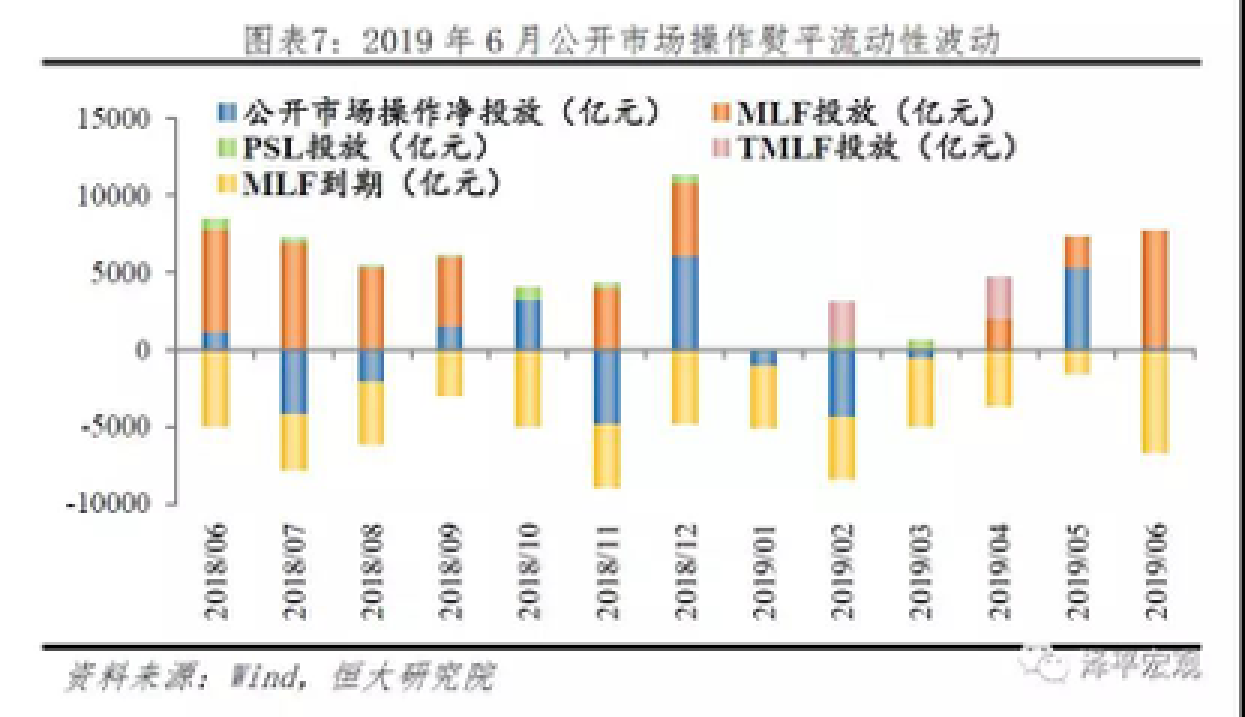 图表7：2019 年 6 月公开市场操作熨平流动性波动
公开市场操作净投放（亿元）
MLF投放（亿元）
PSL投放（亿元）
TMLF投放（亿元）
MLF到期（亿元）
15000
10000
5000
0
-5000
-10000
2018/06
2018/07
2018/08
2018/09
2018/10
2018/11
2018/12
2019/01
2019/02
2019/03
2019/04
2019/05
2019/06
资料来源：Wind，恒大研究院
泽平宏观